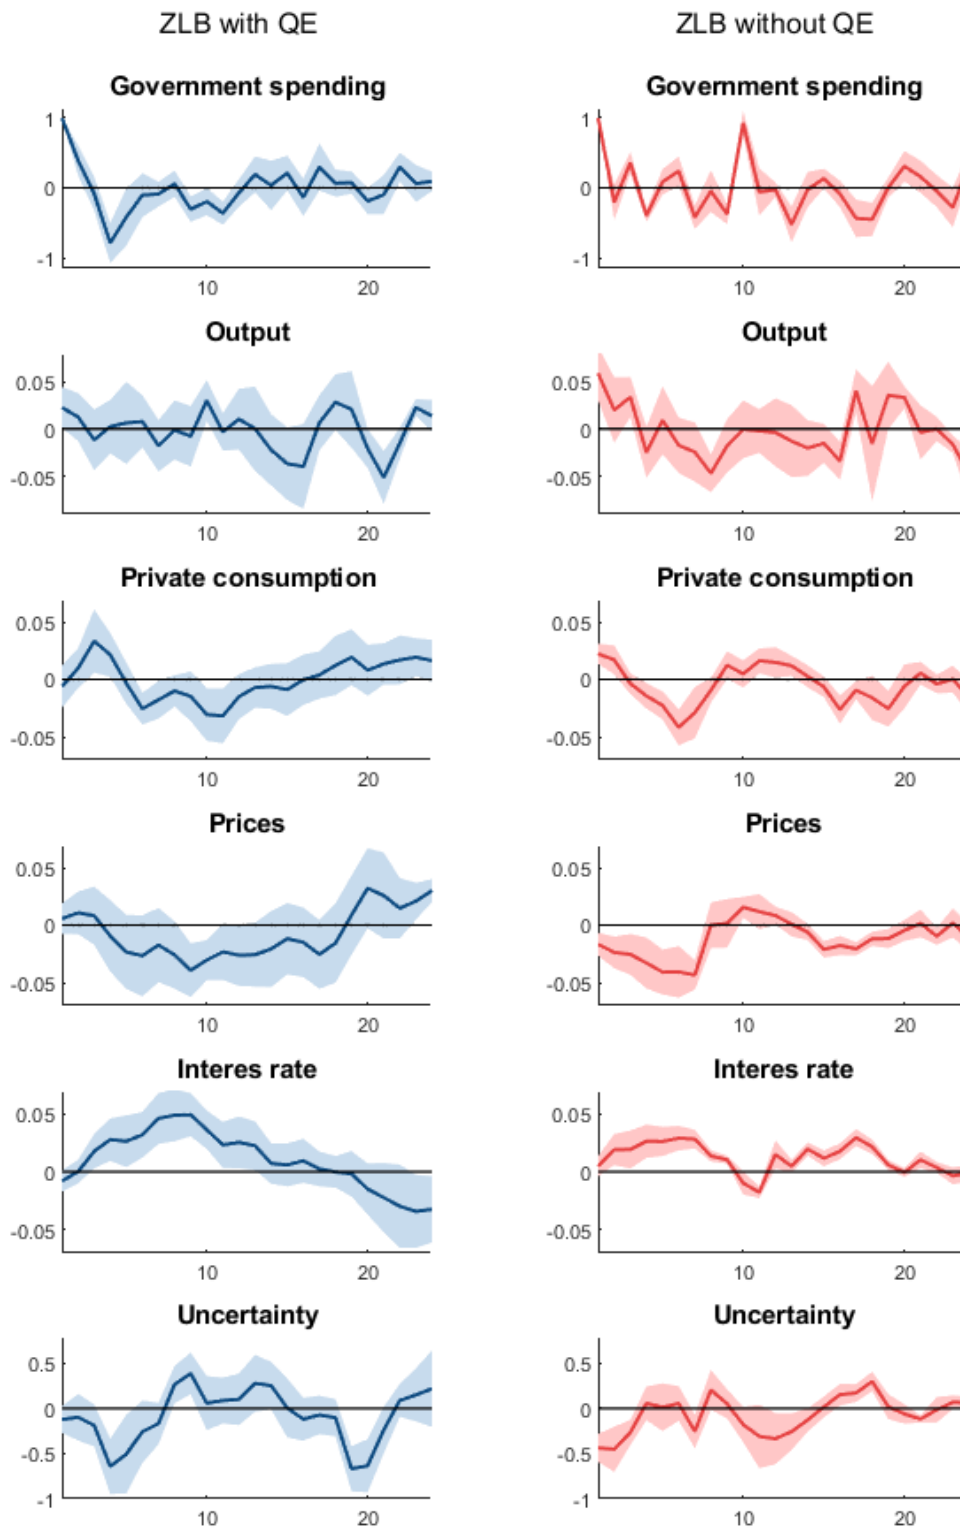 ZLB with QE ZLB without QE
Government spending Government spending
1 1
0 0
-1 -1
10 20 10 20
Output Output
0.05 0.05
0 0
-0.05 -0.05
10 20 10 20
Private consumption Private consumption
0.05 0.05
0 0
-0.05 -0.05
10 20 10 20
Prices Prices
0.05 0.05
0 0
-0.05 -0.05
10 20 10 20
Interes rate Interes rate
0.05 0.05
0 0
-0.05 -0.05
10 20 10 20
Uncertainty Uncertainty
0.5 0.5
0 0
-0.5 -0.5
-1 -1
10 20 10 20